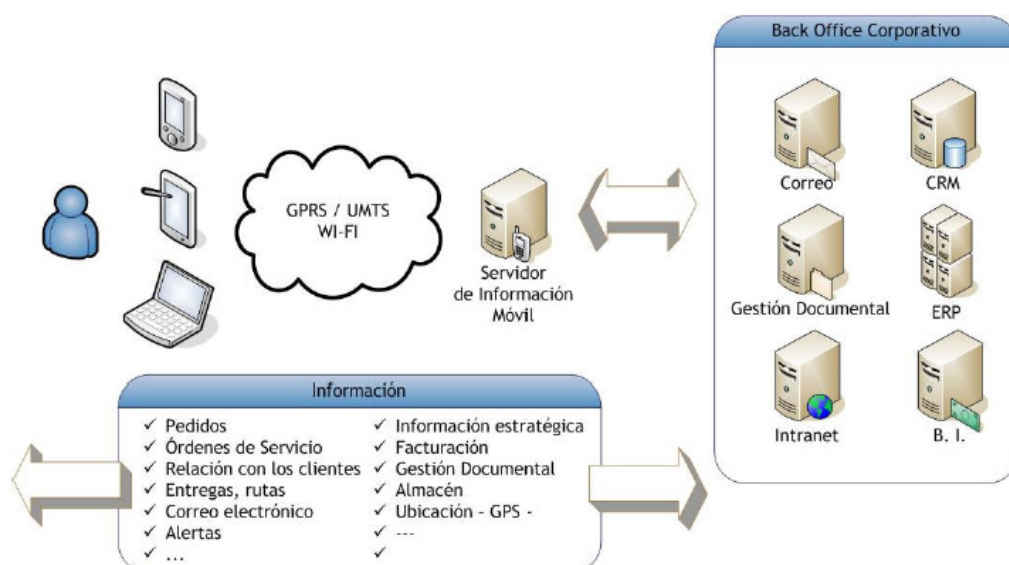 Back Office Corporativo
GPRS / UMTS
WI-FI
Servidor
de Información
Móvil
Correo
CRM
Gestión Documental
ERP
Intranet
B. I.
Información
✓ Pedidos
✓ Órdenes de Servicio
✓ Relación con los clientes
✓ Entregas, rutas
✓ Correo electrónico
✓ Alertas
✓ ...
✓ Información estratégica
✓ Facturación
✓ Gestión Documental
✓ Almacén
✓ Ubicación - GPS -
✓ ---
✓